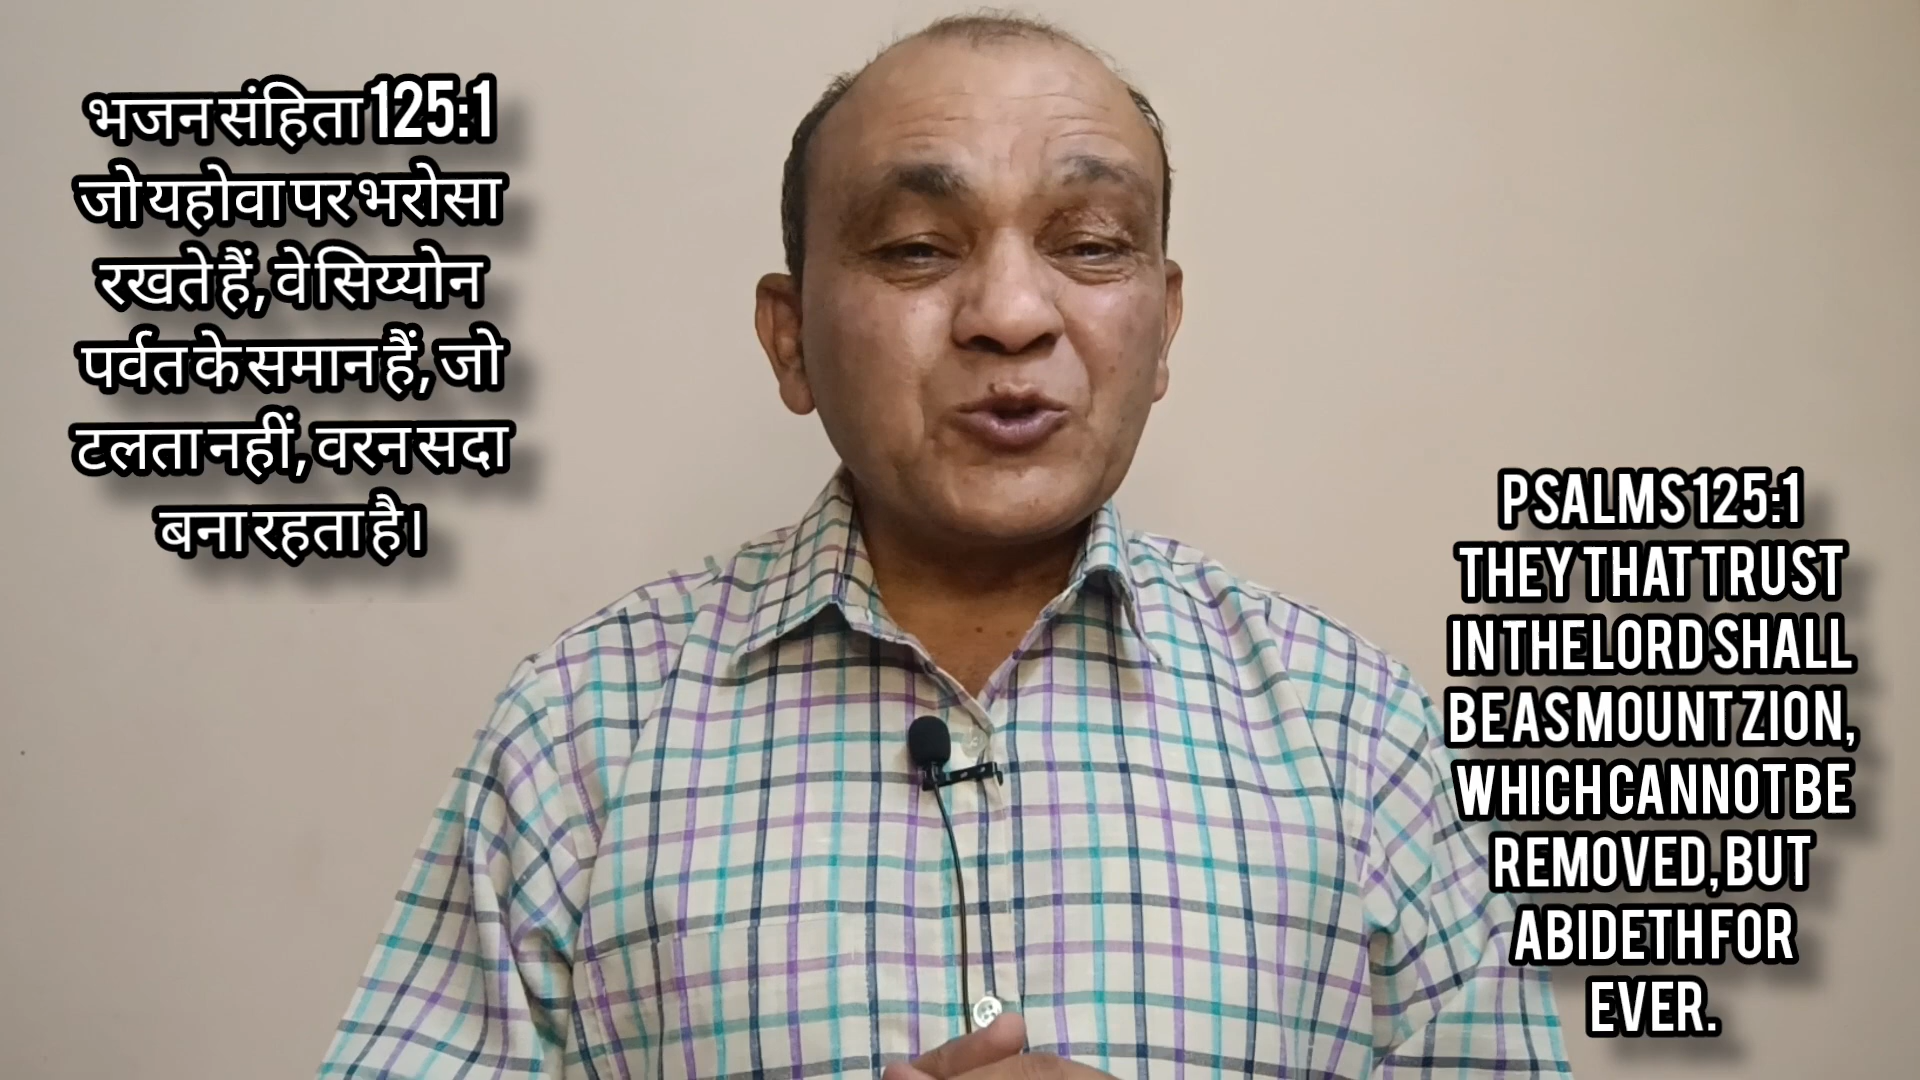 भजन संहिता 125:1
जो यहोवा पर भरोसा
रखते हैं, वे सिय्योन
पर्वत के समान हैं, जो
टलता नहीं, वरन सदा
बना रहता है।
PSALMS 125:1
THEY THAT TRUST
IN THE LORD SHALL
BE AS MOUNT ZION,
WHICH CANNOT BE
REMOVED, BUT
ABIDETH FOR
EVER.